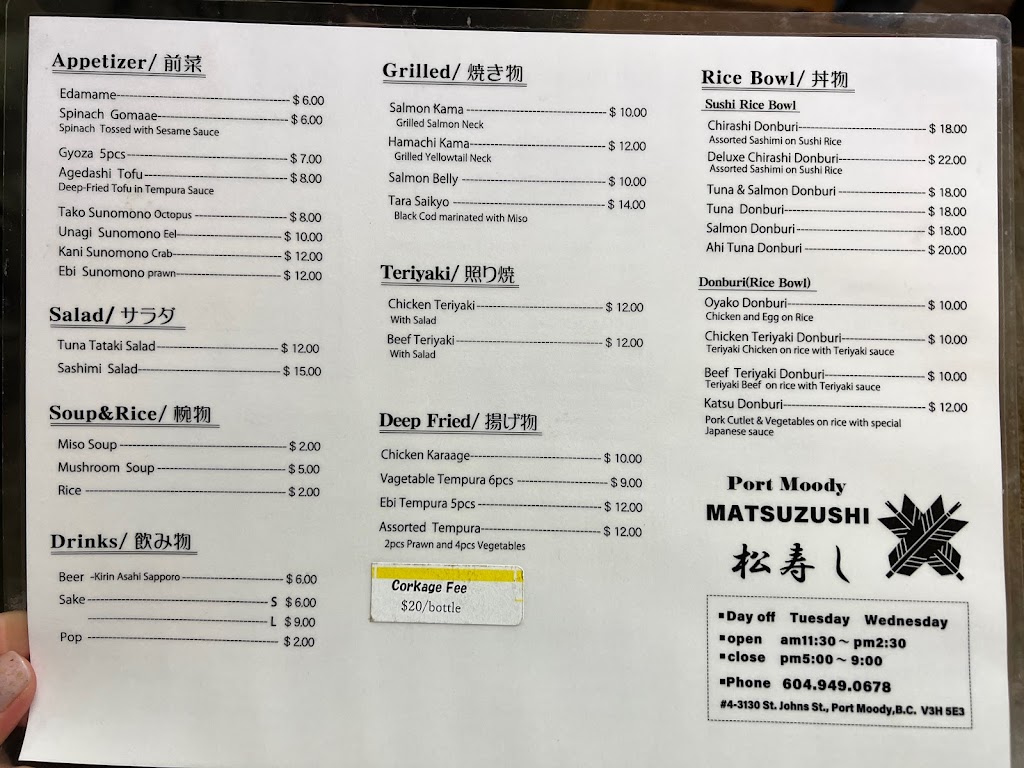 Appetizer/ 前菜
Edamame $ 6.00
Spinach Gomaae $ 6.00
Spinach Tossed with Sesame Sauce
Gyoza 5pcs $ 7.00
Agedashi Tofu $ 8.00
Deep-Fried Tofu in Tempura Sauce
Tako Sunomono Octopus $ 8.00
Unagi Sunomono Eel $ 10.00
Kani Sunomono Crab $ 12.00
Ebi Sunomono prawn $ 12.00
Salad/ サラダ
Tuna Tataki Salad $ 12.00
Sashimi Salad $ 15.00
Soup&Rice/ 椀物
Miso Soup $ 2.00
Mushroom Soup $ 5.00
Rice $ 2.00
Drinks/ 飲み物
Beer -Kirin Asahi Sapporo $ 6.00
Sake S $ 6.00
L $ 9.00
Pop $ 2.00
Grilled/ 焼き物
Salmon Kama $ 10.00
Grilled Salmon Neck
Hamachi Kama $ 12.00
Grilled Yellowtail Neck
Salmon Belly $ 10.00
Tara Saikyo $ 14.00
Black Cod marinated with Miso
Teriyaki/ 照り焼
Chicken Teriyaki $ 12.00
With Salad
Beef Teriyaki $ 12.00
With Salad
Deep Fried/ 揚げ物
Chicken Karaage $ 10.00
Vagetable Tempura 6pcs $ 9.00
Ebi Tempura 5pcs $ 12.00
Assorted Tempura $ 12.00
2pcs Prawn and 4pcs Vegetables
Corkage Fee
$20/bottle
Rice Bowl/ 丼物
Sushi Rice Bowl
Chirashi Donburi $ 18.00
Assorted Sashimi on Sushi Rice
Deluxe Chirashi Donburi $ 22.00
Assorted Sashimi on Sushi Rice
Tuna & Salmon Donburi $ 18.00
Tuna Donburi $ 18.00
Salmon Donburi $ 18.00
Ahi Tuna Donburi $ 20.00
Donburi(Rice Bowl)
Oyako Donburi $ 10.00
Chicken and Egg on Rice
Chicken Teriyaki Donburi $ 10.00
Teriyaki Chicken on rice with Teriyaki sauce
Beef Teriyaki Donburi $ 10.00
Teriyaki Beef on rice with Teriyaki sauce
Katsu Donburi $ 12.00
Pork Cutlet & Vegetables on rice with special
Japanese sauce
Port Moody
MATSUZUSHI
松寿し
▪Day off Tuesday Wednesday
▪open am11:30～pm2:30
▪close pm5:00～9:00
▪Phone 604.949.0678
#4-3130 St. Johns St., Port Moody,B.C. V3H 5E3